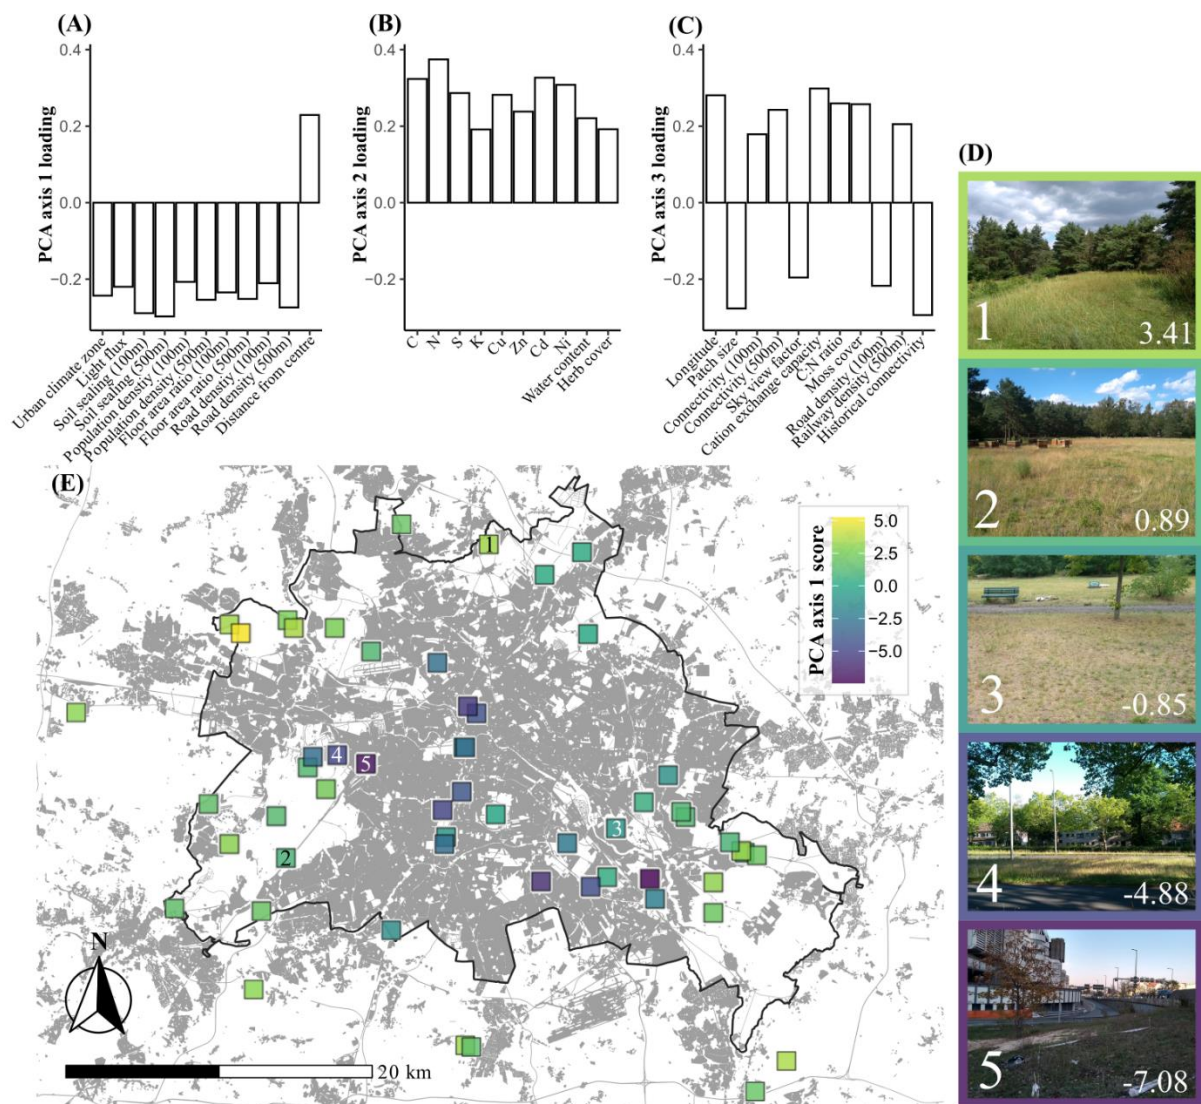 (A)
PCA axis 1 loading
0.4
0.2
0.0
−0.2
Urban climate zone
Light flux
Soil sealing (100m)
Soil sealing (500m)
Population density (100m)
Population density (500m)
Floor area ratio (100m)
Floor area ratio (500m)
Road density (100m)
Road density (500m)
Distance from centre
(B)
PCA axis 2 loading
0.4
0.2
0.0
−0.2
C
N
S
K
Cu
Zn
Cd
Ni
Water content
Herb cover
(C)
PCA axis 3 loading
0.4
0.2
0.0
−0.2
Longitude
Patch size
Connectivity (100m)
Connectivity (500m)
Sky view factor
Cation exchange capacity
C:N ratio
Moss cover
Road density (100m)
Railway density (500m)
Historical connectivity
(D)
1 3.41
2 0.89
3 -0.85
4 -4.88
5 -7.08
(E)
PCA axis 1 score
5.0
2.5
0.0
−2.5
−5.0
1
4
5
3
2
N
20 km